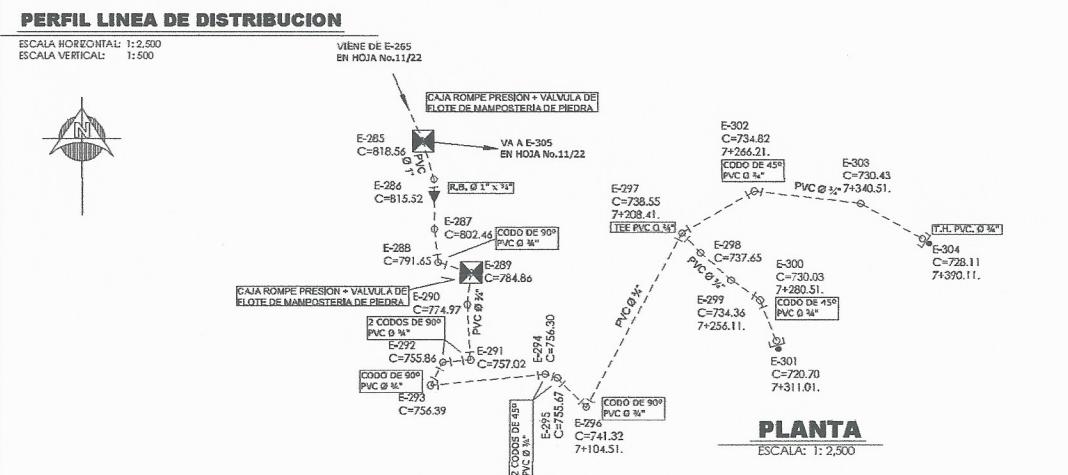 PERFIL LINEA DE DISTRIBUCION
ESCALA HORIZONTAL: 1:2,500
ESCALA VERTICAL: 1:500
VIENE DE E-265
EN HOJA No.11/22
N
CAJA ROMPE PRESION + VALVULA DE
FLOTE DE MAMPOSTERIA DE PIEDRA
E-285
C=818.56
VA A E-305
EN HOJA No.11/22
PVC
Ø 1"
E-286
C=815.52
R.B. Ø 1" x ¾"
E-287
C=802.46
CODO DE 90º
PVC Ø ¾"
E-288
C=791.65
E-289
C=784.86
CAJA ROMPE PRESION + VALVULA DE
FLOTE DE MAMPOSTERIA DE PIEDRA
E-290
C=774.97
PVC Ø ¾"
2 CODOS DE 90º
PVC Ø ¾"
E-292
C=755.86
E-291
C=757.02
CODO DE 90º
PVC Ø ¾"
E-293
C=756.39
E-294
C=756.30
2 CODOS DE 45º
PVC Ø ¾"
E-295
C=755.67
CODO DE 90º
PVC Ø ¾"
E-296
C=741.32
7+104.51.
PVC Ø ¾"
E-297
C=738.55
7+208.41.
TEE PVC Ø ¾"
E-302
C=734.82
7+266.21.
CODO DE 45º
PVC Ø ¾"
PVC Ø ¾"
E-303
C=730.43
7+340.51.
T.H. PVC. Ø ¾"
E-304
C=728.11
7+390.11.
E-298
C=737.65
PVC Ø ¾"
E-299
C=734.36
7+256.11.
E-300
C=730.03
7+280.51.
CODO DE 45º
PVC Ø ¾"
E-301
C=720.70
7+311.01.
PLANTA
ESCALA: 1: 2,500